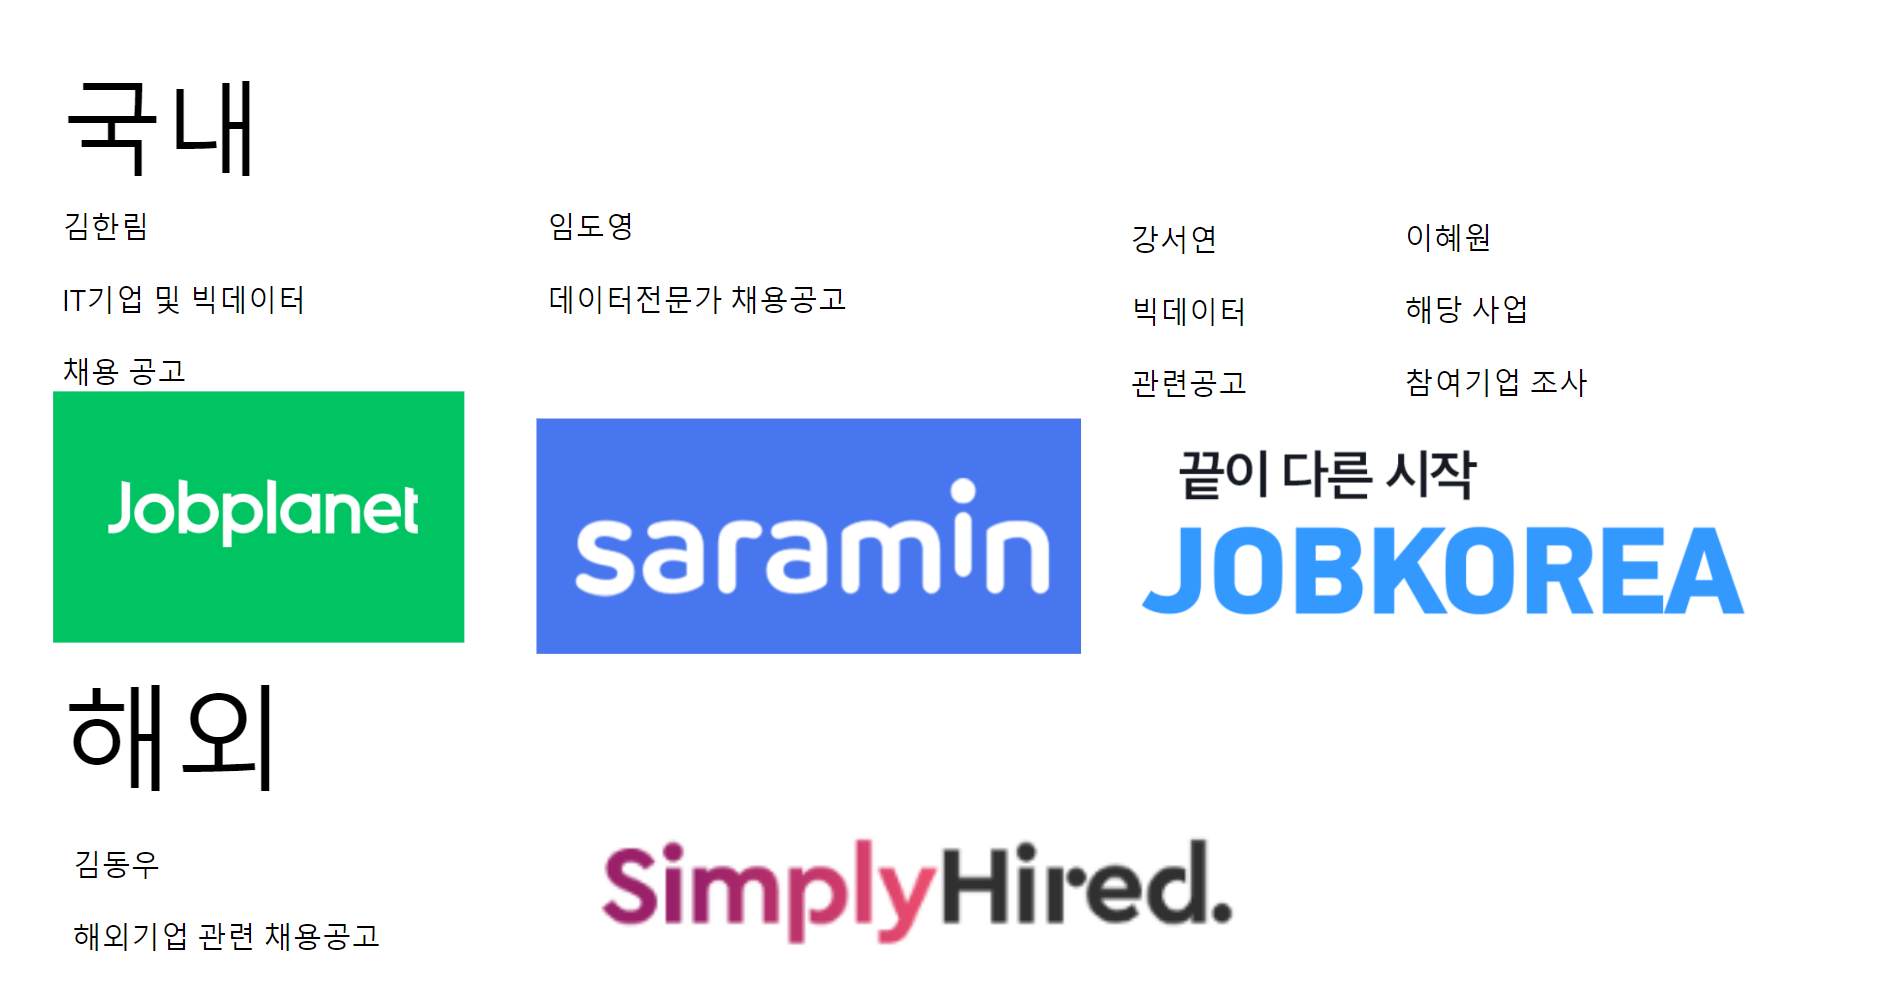 국내
김한림
IT기업 및 빅데이터
채용 공고
Jobplanet
임도영
데이터전문가 채용공고
saramin
강서연
빅데이터
관련공고
이혜원
해당 사업
참여기업 조사
끝이 다른 시작
JOBKOREA
해외
김동우
해외기업 관련 채용공고
SimplyHired.